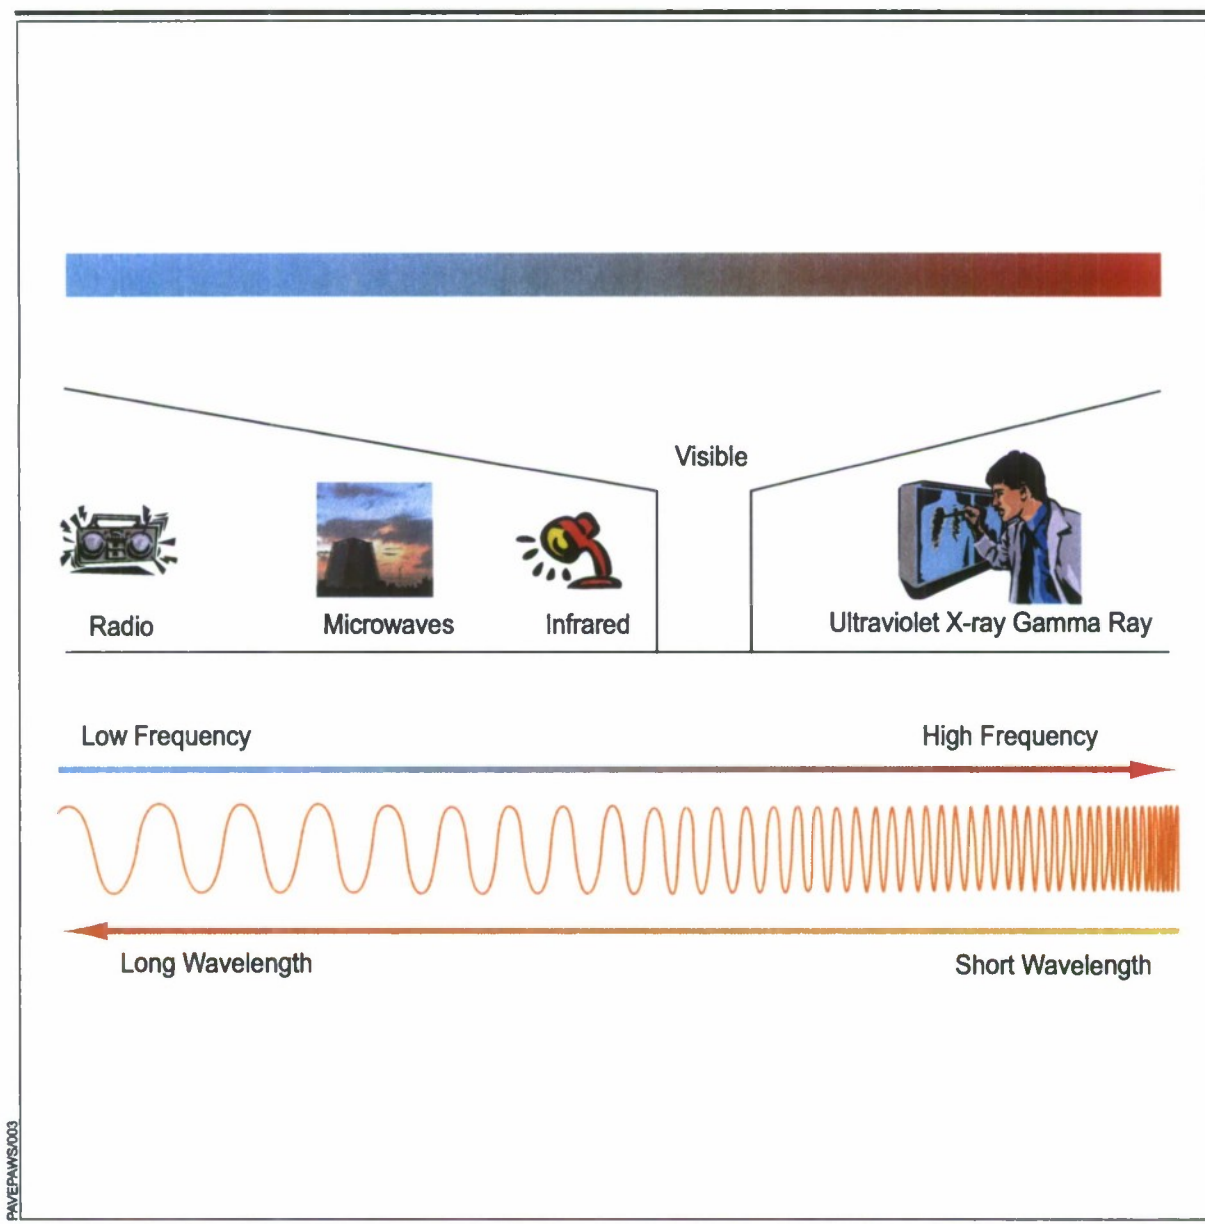 Visible
Radio
Microwaves
Infrared
Ultraviolet X-ray Gamma Ray
Low Frequency
High Frequency
Long Wavelength
Short Wavelength
PAVEPAWS/003